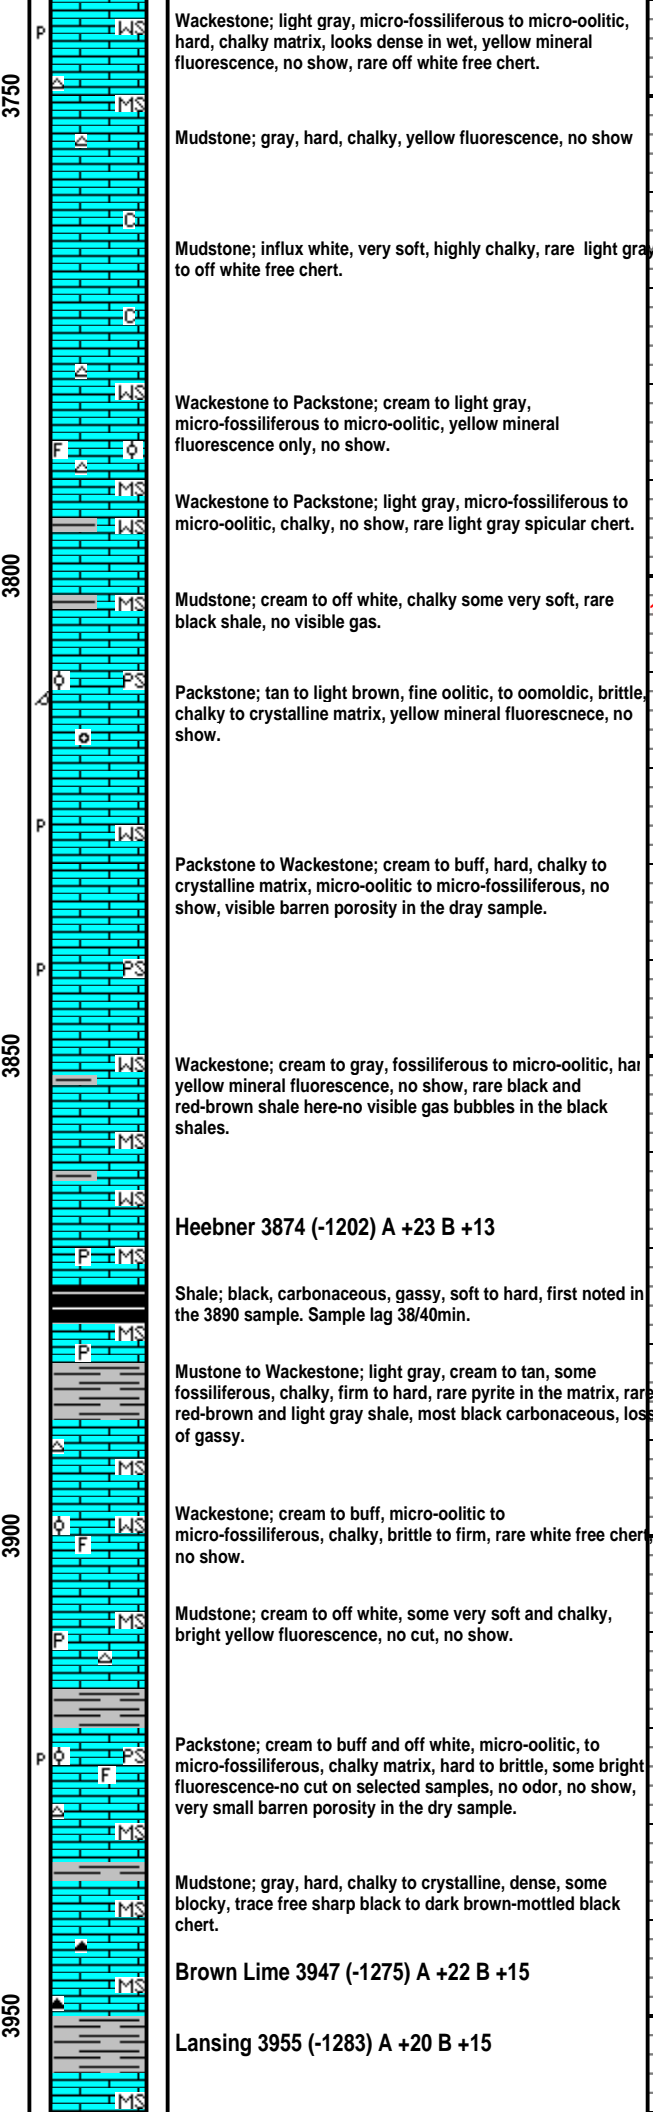 P
WS
Wackestone; light gray, micro-fossiliferous to micro-oolitic,
hard, chalky matrix, looks dense in wet, yellow mineral
fluorescence, no show, rare off white free chert.
3750
MS
Mudstone; gray, hard, chalky, yellow fluorescence, no show
C
Mudstone; influx white, very soft, highly chalky, rare light gray
to off white free chert.
C
WS
Wackestone to Packstone; cream to light gray,
micro-fossiliferous to micro-oolitic, yellow mineral
fluorescence only, no show.
F
MS
Wackestone to Packstone; light gray, micro-fossiliferous to
micro-oolitic, chalky, no show, rare light gray spicular chert.
WS
3800
MS
Mudstone; cream to off white, chalky some very soft, rare
black shale, no visible gas.
PS
Packstone; tan to light brown, fine oolitic, to oomoldic, brittle,
chalky to crystalline matrix, yellow mineral fluorescnece, no
show.
P
WS
Packstone to Wackestone; cream to buff, hard, chalky to
crystalline matrix, micro-oolitic to micro-fossiliferous, no
show, visible barren porosity in the dray sample.
P
PS
3850
WS
Wackestone; cream to gray, fossiliferous to micro-oolitic, har
yellow mineral fluorescence, no show, rare black and
red-brown shale here-no visible gas bubbles in the black
shales.
MS
WS
Heebner 3874 (-1202) A +23 B +13
P MS
Shale; black, carbonaceous, gassy, soft to hard, first noted in
the 3890 sample. Sample lag 38/40min.
MS
P
Mustone to Wackestone; light gray, cream to tan, some
fossiliferous, chalky, firm to hard, rare pyrite in the matrix, rare
red-brown and light gray shale, most black carbonaceous, loss
of gassy.
MS
3900
WS
F
Wackestone; cream to buff, micro-oolitic to
micro-fossiliferous, chalky, brittle to firm, rare white free chert,
no show.
MS
P
Mudstone; cream to off white, some very soft and chalky,
bright yellow fluorescence, no cut, no show.
P
PS
F
Packstone; cream to buff and off white, micro-oolitic, to
micro-fossiliferous, chalky matrix, hard to brittle, some bright
fluorescence-no cut on selected samples, no odor, no show,
very small barren porosity in the dry sample.
MS
Mudstone; gray, hard, chalky to crystalline, dense, some
blocky, trace free sharp black to dark brown-mottled black
chert.
MS
Brown Lime 3947 (-1275) A +22 B +15
MS
3950
Lansing 3955 (-1283) A +20 B +15
MS